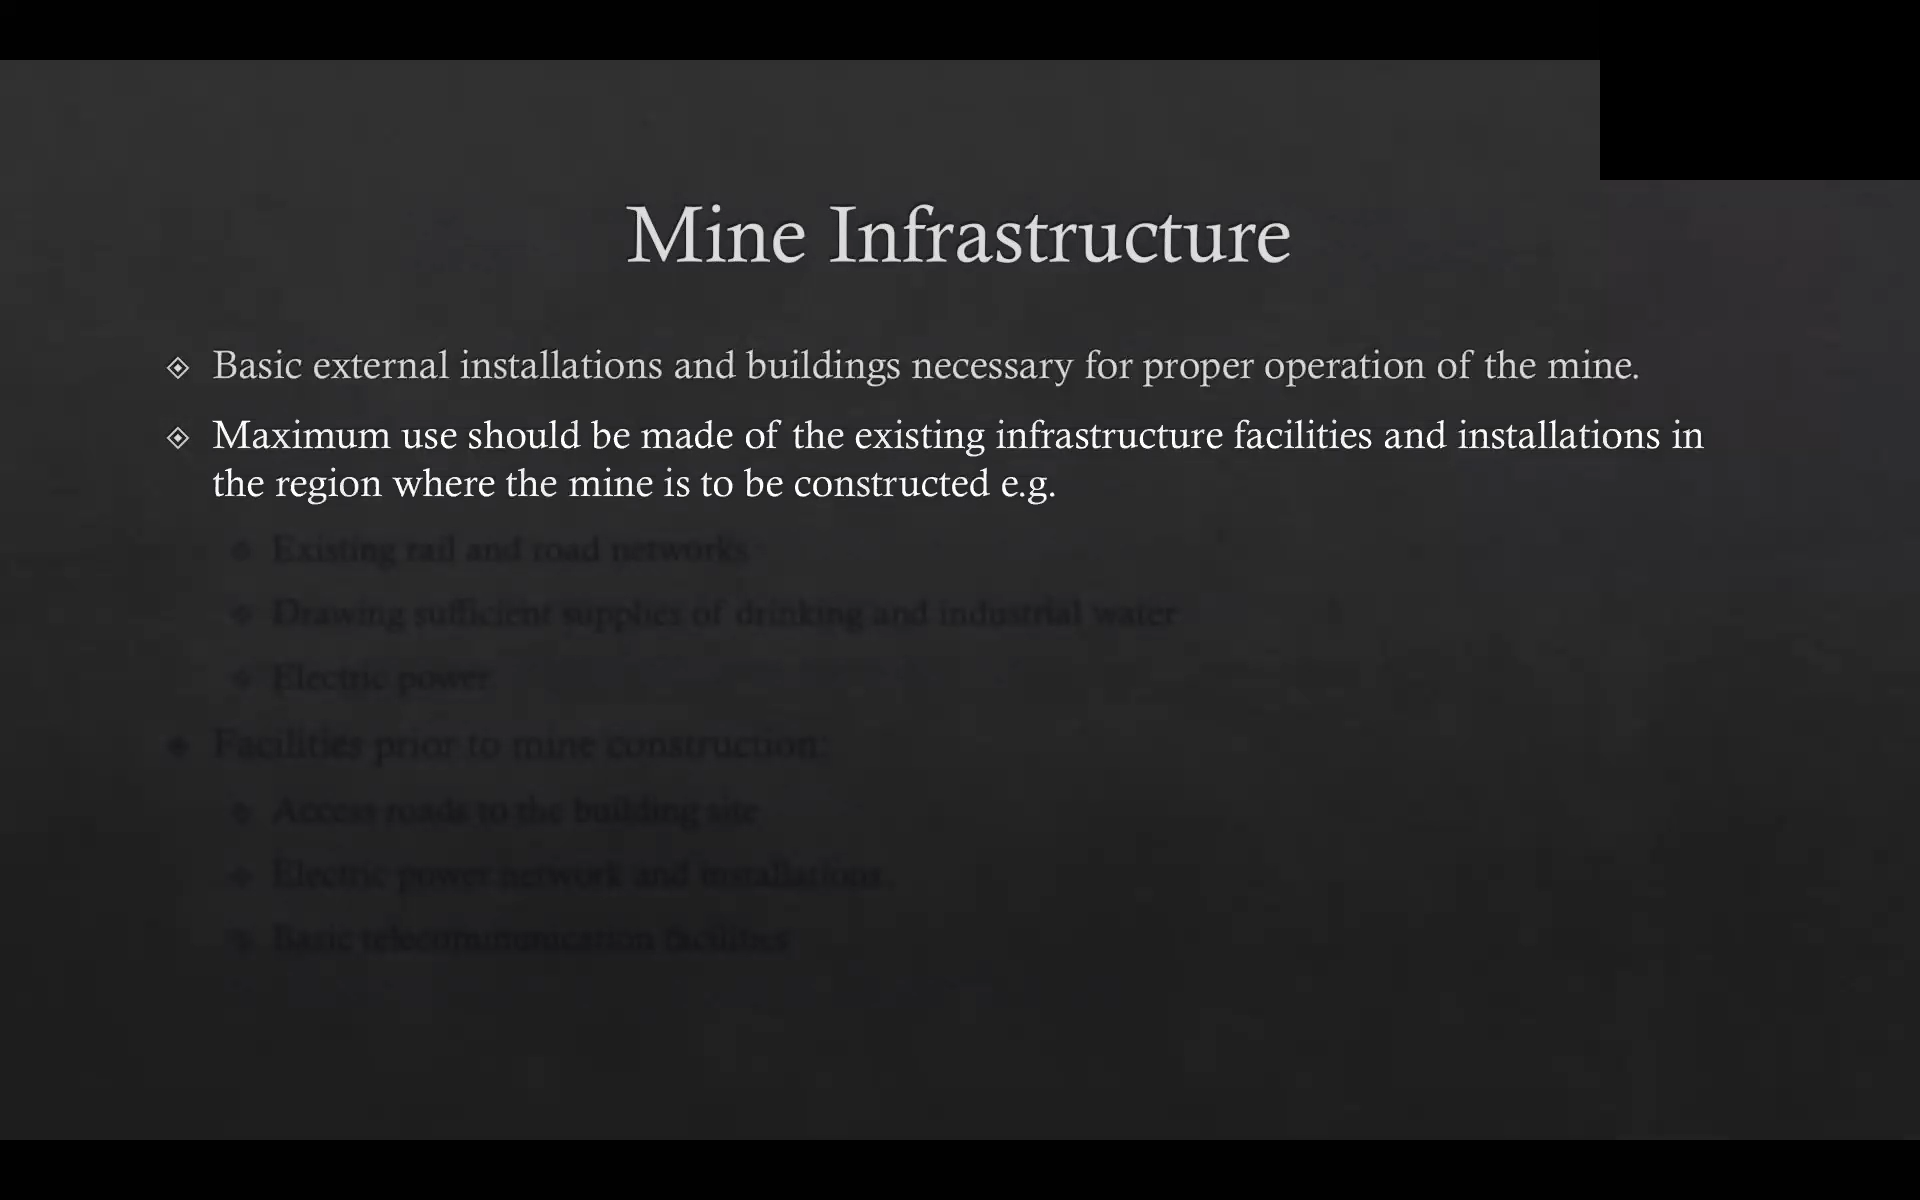 Mine Infrastructure
Basic external installations and buildings necessary for proper operation of the mine.
Maximum use should be made of the existing infrastructure facilities and installations in
the region where the mine is to be constructed e.g.
Existing rail and road networks
Drawing sufficient supplies of drinking and industrial water
Electric power
Facilities prior to mine construction;
Access roads to the building site
Electric power network and installations
Basic telecommunication facilities